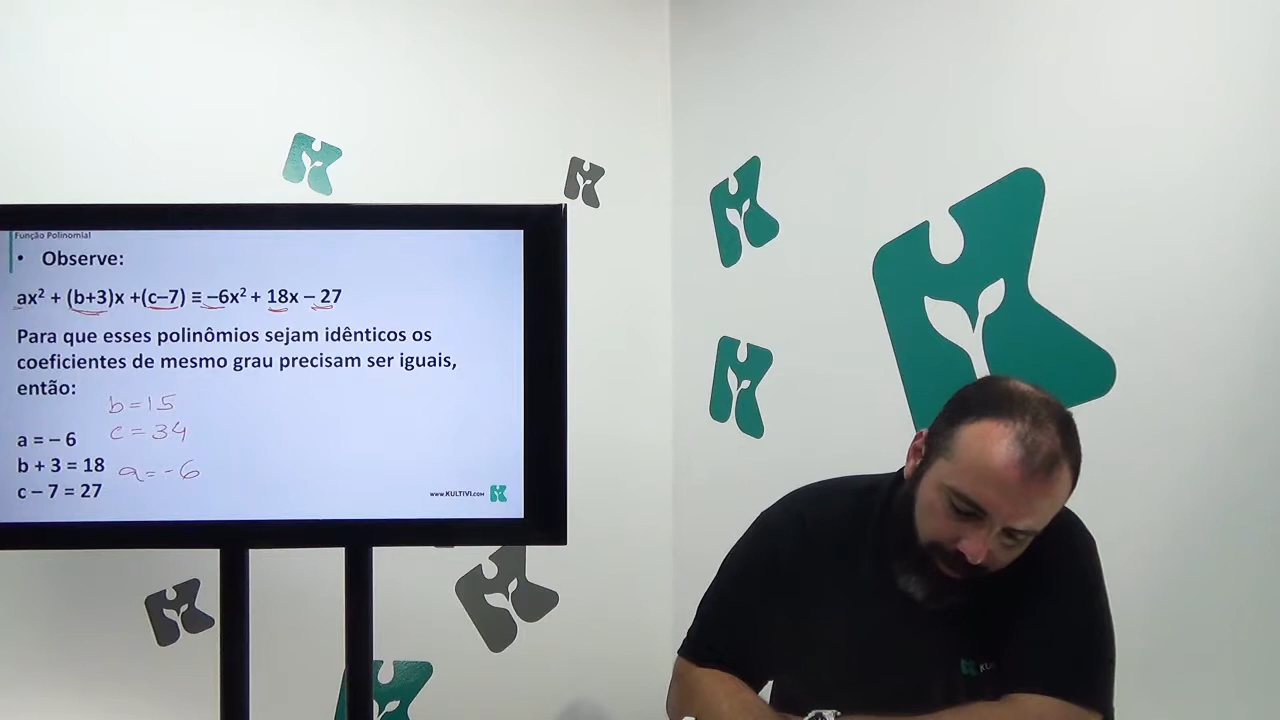 Função Polinomial
• Observe:
ax² + (b+3)x +(c–7) ≡ –6x² + 18x – 27
Para que esses polinômios sejam idênticos os
coeficientes de mesmo grau precisam ser iguais,
então:
b=15
c=34
a = – 6
b + 3 = 18
a=-6
c – 7 = 27
www.KULTIVI.com